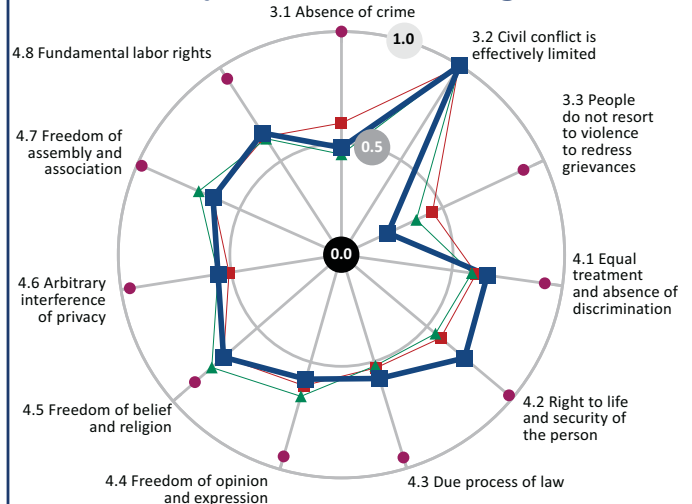 3.1 Absence of crime
1.0
3.2 Civil conflict is
effectively limited
4.8 Fundamental labor rights
3.3 People
do not resort
to violence
to redress
grievances
0.5
4.7 Freedom of
assembly and
association
0.0
4.1 Equal
treatment
and absence of
discrimination
4.6 Arbitrary
interference
of privacy
4.2 Right to life
and security of
the person
4.5 Freedom of belief
and religion
4.4 Freedom of opinion
and expression
4.3 Due process of law